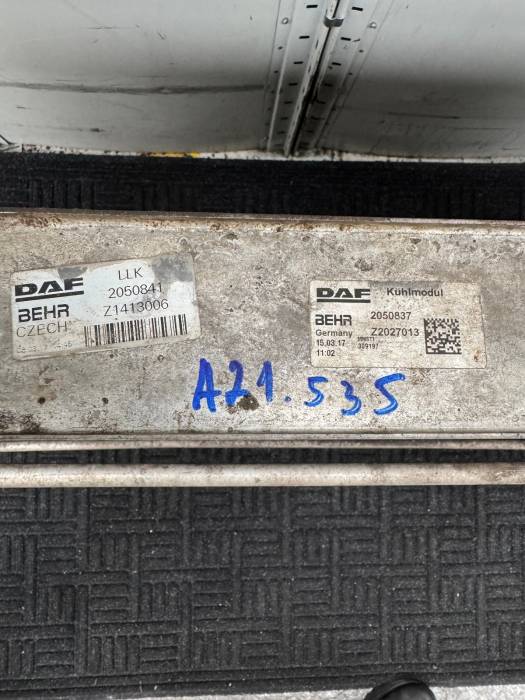 DAF LLK
2050841
BEHR Z1413006
CZECH
DAF Kühlmodul
BEHR 2050837
Germany Z2027013
15.03.17
309197
11:02
A21.535